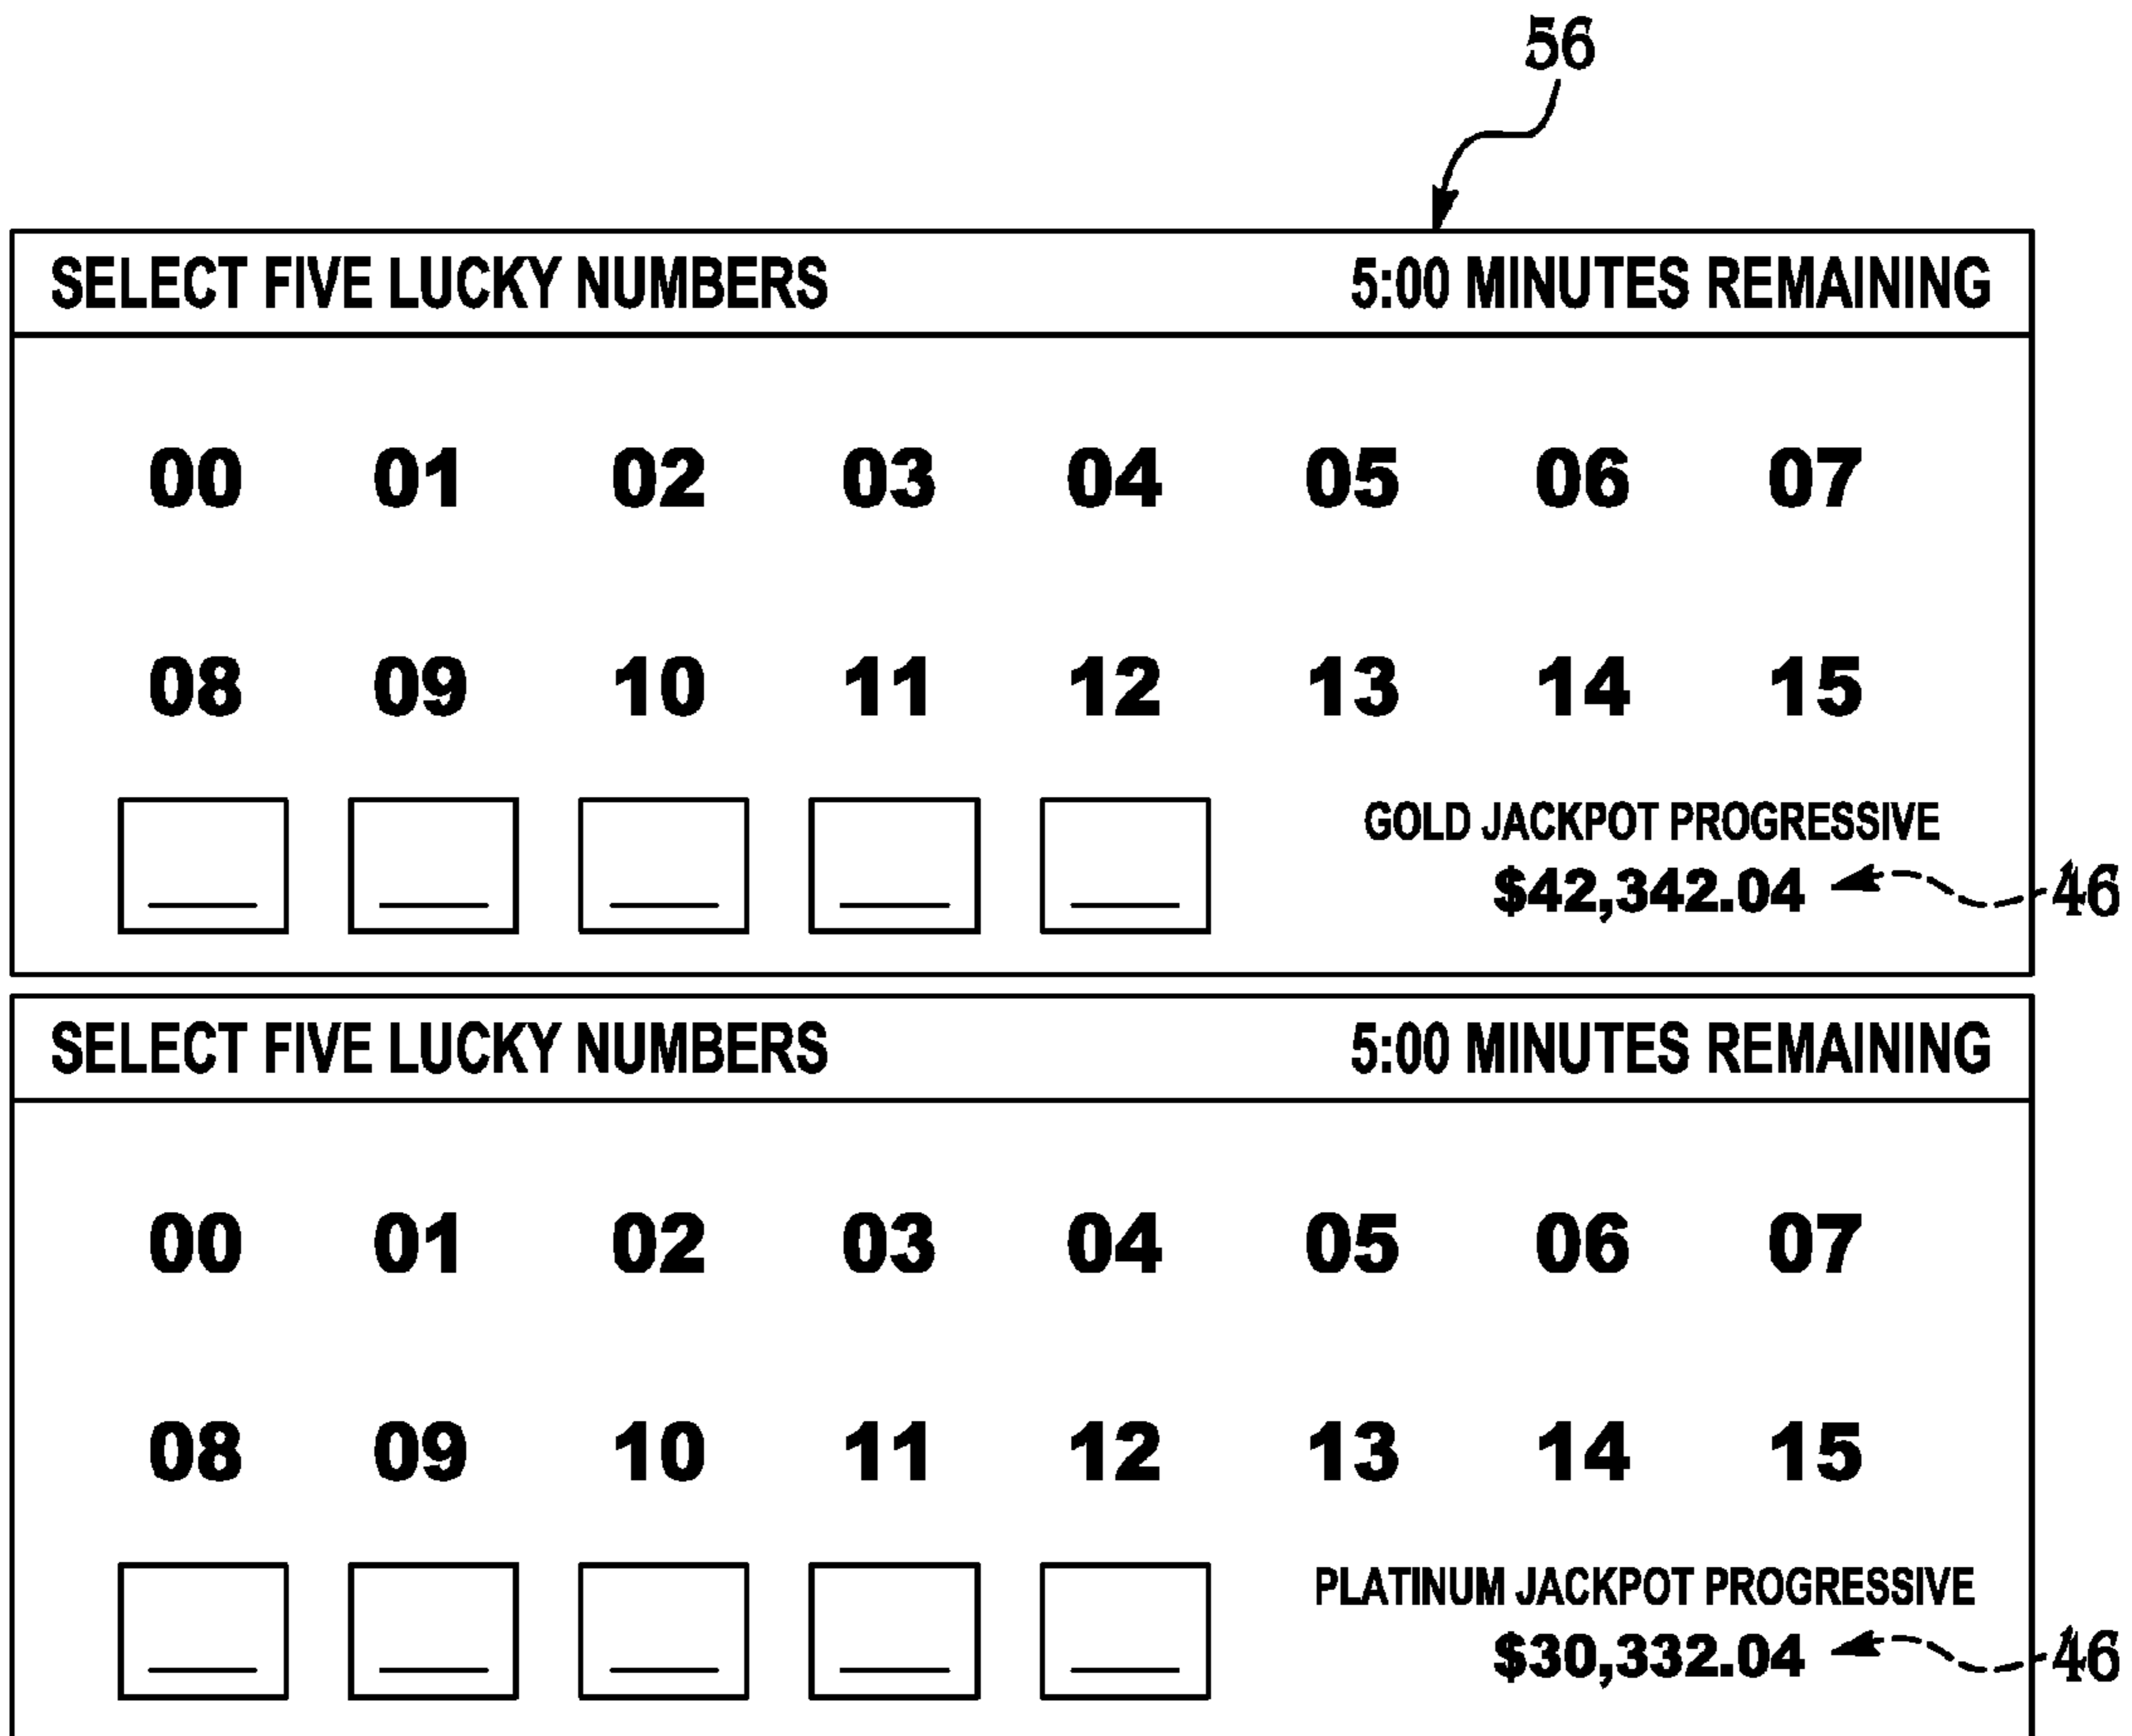 56
SELECT FIVE LUCKY NUMBERS 5:00 MINUTES REMAINING
00 01 02 03 04 05 06 07
08 09 10 11 12 13 14 15
GOLD JACKPOT PROGRESSIVE
$42,342.04 46
SELECT FIVE LUCKY NUMBERS 5:00 MINUTES REMAINING
00 01 02 03 04 05 06 07
08 09 10 11 12 13 14 15
PLATINUM JACKPOT PROGRESSIVE
$30,332.04 46